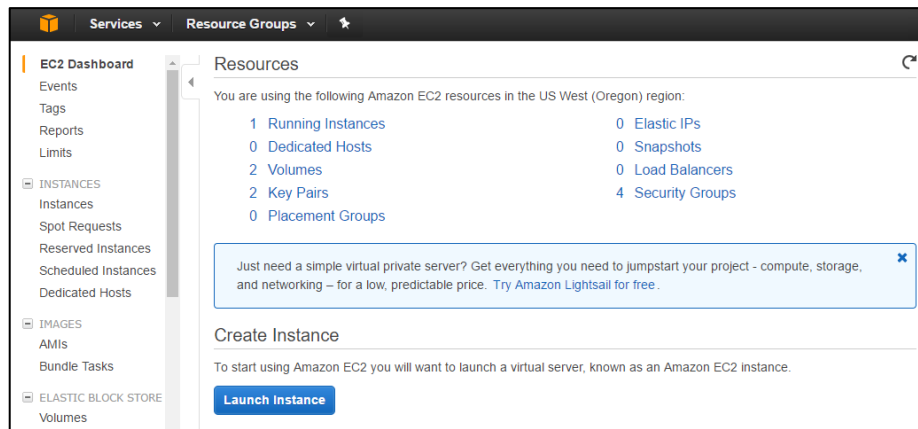 Services Resource Groups
EC2 Dashboard
Events
Tags
Reports
Limits
INSTANCES
Instances
Spot Requests
Reserved Instances
Scheduled Instances
Dedicated Hosts
IMAGES
AMIs
Bundle Tasks
ELASTIC BLOCK STORE
Volumes
Resources
You are using the following Amazon EC2 resources in the US West (Oregon) region:
1 Running Instances
0 Dedicated Hosts
2 Volumes
2 Key Pairs
0 Placement Groups
0 Elastic IPs
0 Snapshots
0 Load Balancers
4 Security Groups
Just need a simple virtual private server? Get everything you need to jumpstart your project - compute, storage,
and networking – for a low, predictable price. Try Amazon Lightsail for free.
Create Instance
To start using Amazon EC2 you will want to launch a virtual server, known as an Amazon EC2 instance.
Launch Instance